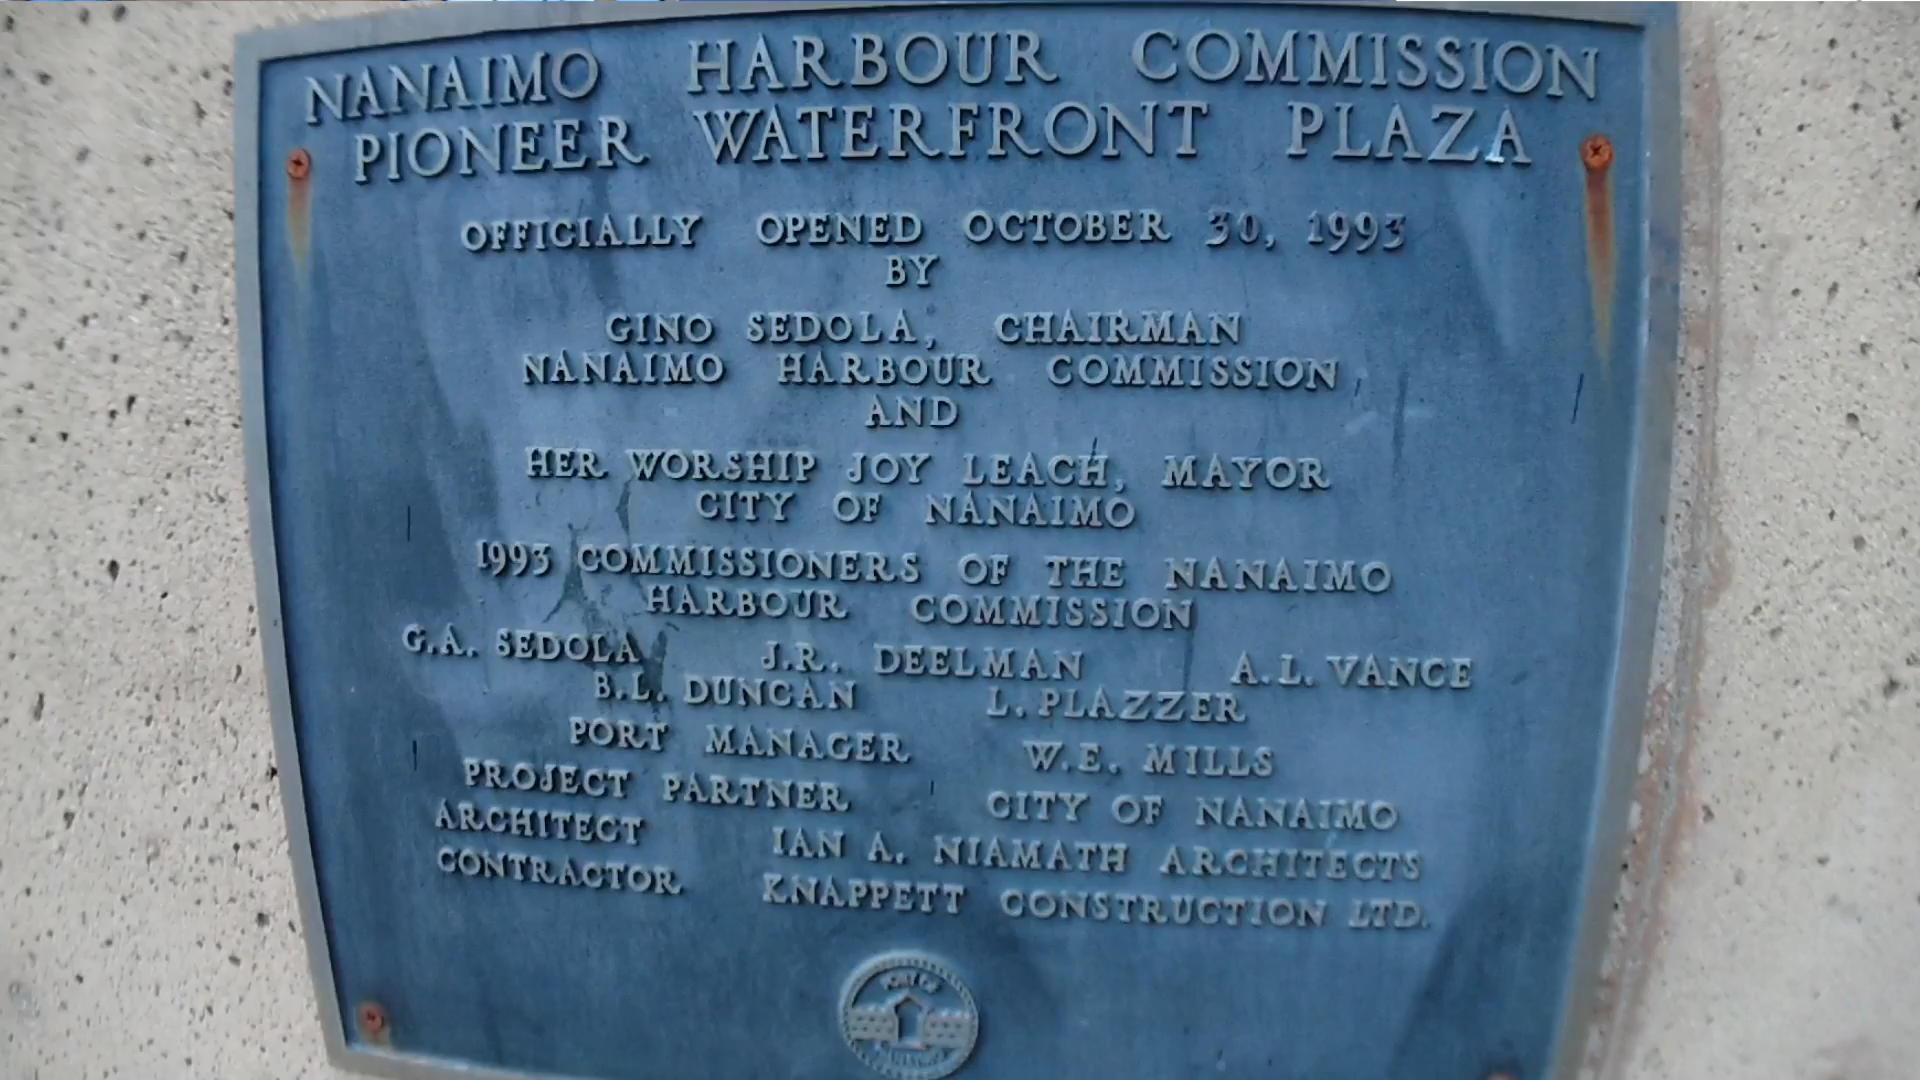 NANAIMO HARBOUR COMMISSION
PIONEER WATERFRONT PLAZA
OFFICIALLY OPENED OCTOBER 30, 1993
BY
GINO SEDOLA, CHAIRMAN
NANAIMO HARBOUR COMMISSION
AND
HER WORSHIP JOY LEACH, MAYOR
CITY OF NANAIMO
1993 COMMISSIONERS OF THE NANAIMO
HARBOUR COMMISSION
G.A. SEDOLA J.R. DEELMAN A.L. VANCE
B.L. DUNCAN L. PLAZZER
PORT MANAGER W.E. MILLS
PROJECT PARTNER CITY OF NANAIMO
ARCHITECT IAN A. NIAMATH ARCHITECTS
CONTRACTOR KNAPPETT CONSTRUCTION LTD.
PORT OF